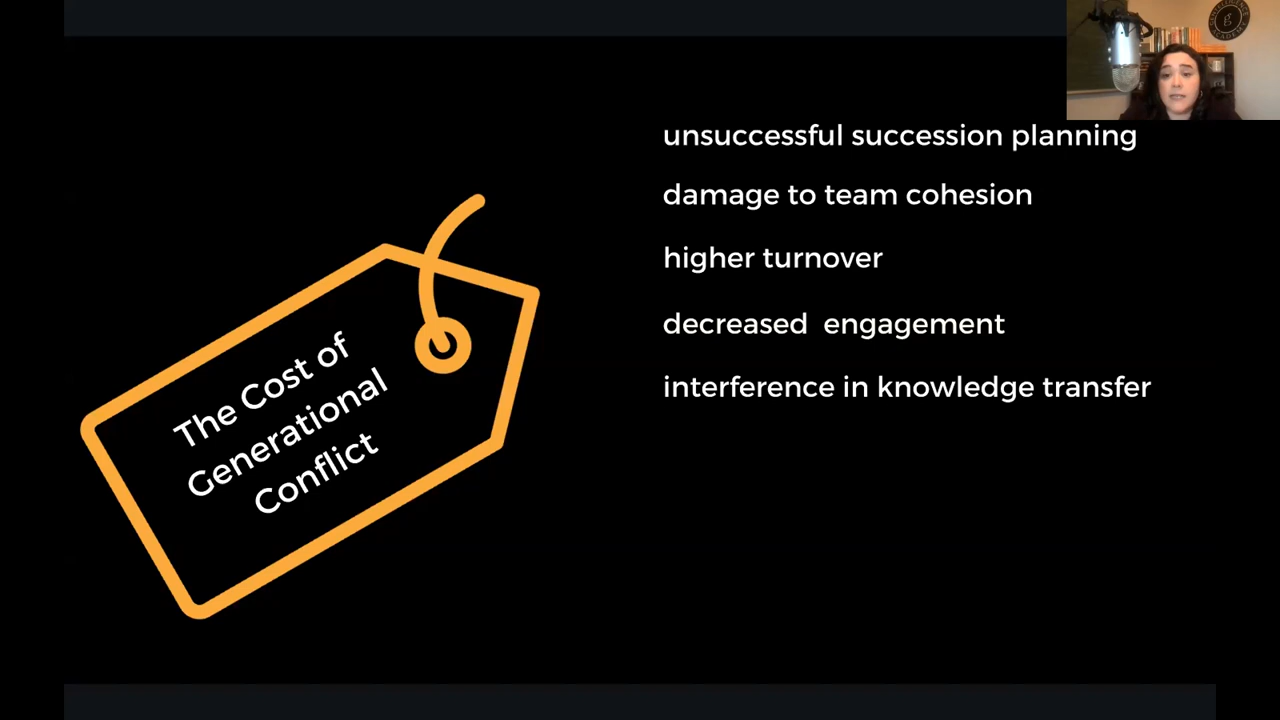 unsuccessful succession planning
damage to team cohesion
higher turnover
decreased  engagement
interference in knowledge transfer
The Cost of
Generational
Conflict